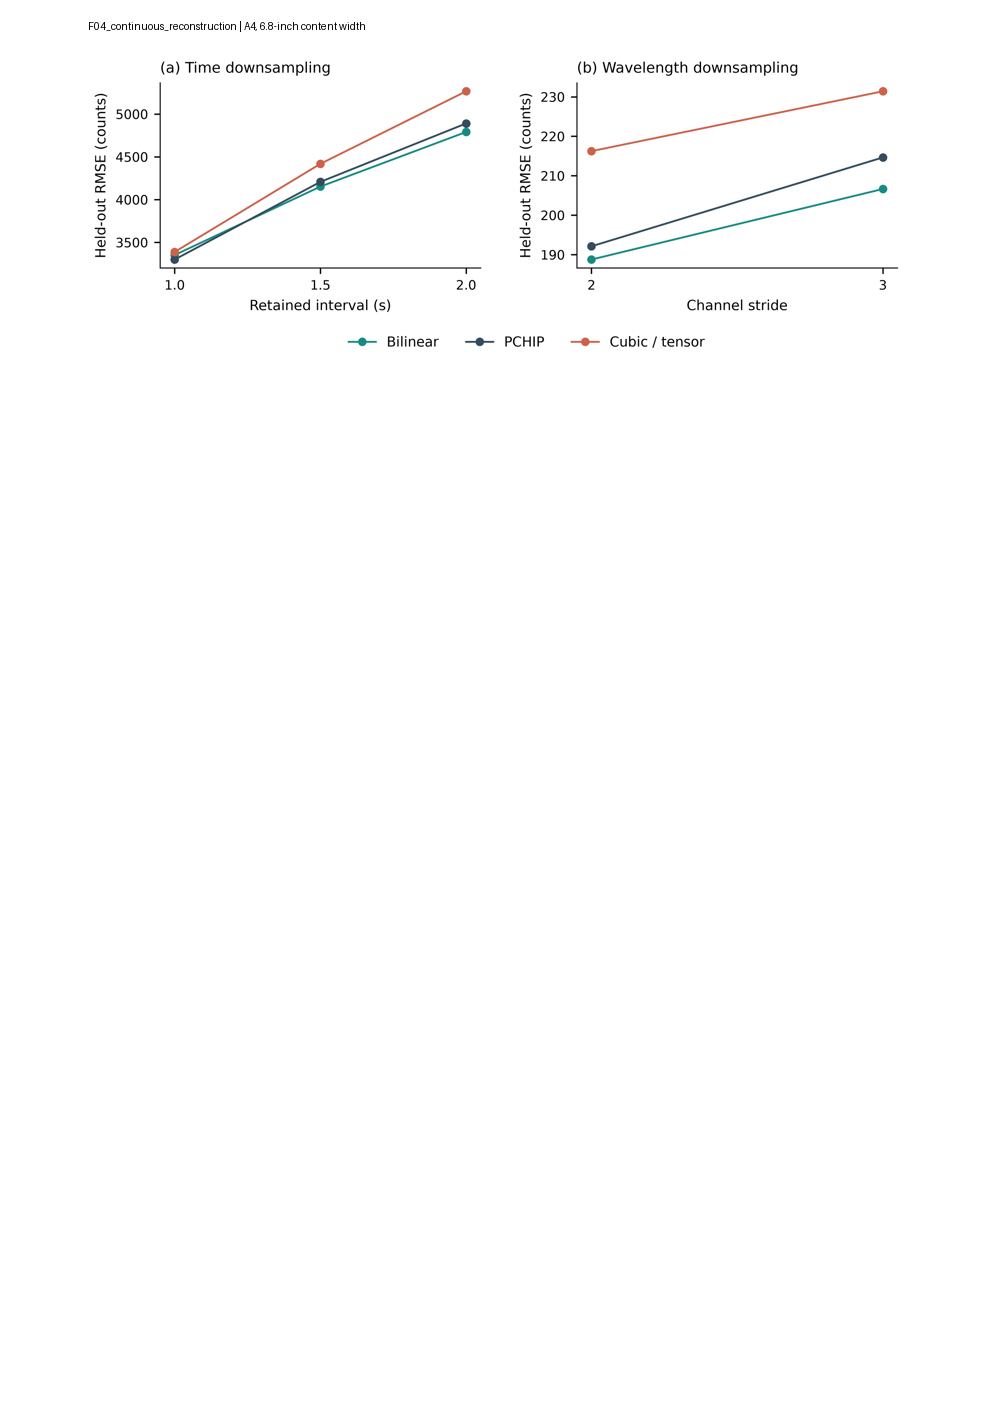 F04_continuous_reconstruction | A4, 6.8-inch content width
(a) Time downsampling
Held-out RMSE (counts)
5000
4500
4000
3500
1.0
1.5
2.0
Retained interval (s)
(b) Wavelength downsampling
Held-out RMSE (counts)
230
220
210
200
190
2
3
Channel stride
Bilinear
PCHIP
Cubic / tensor